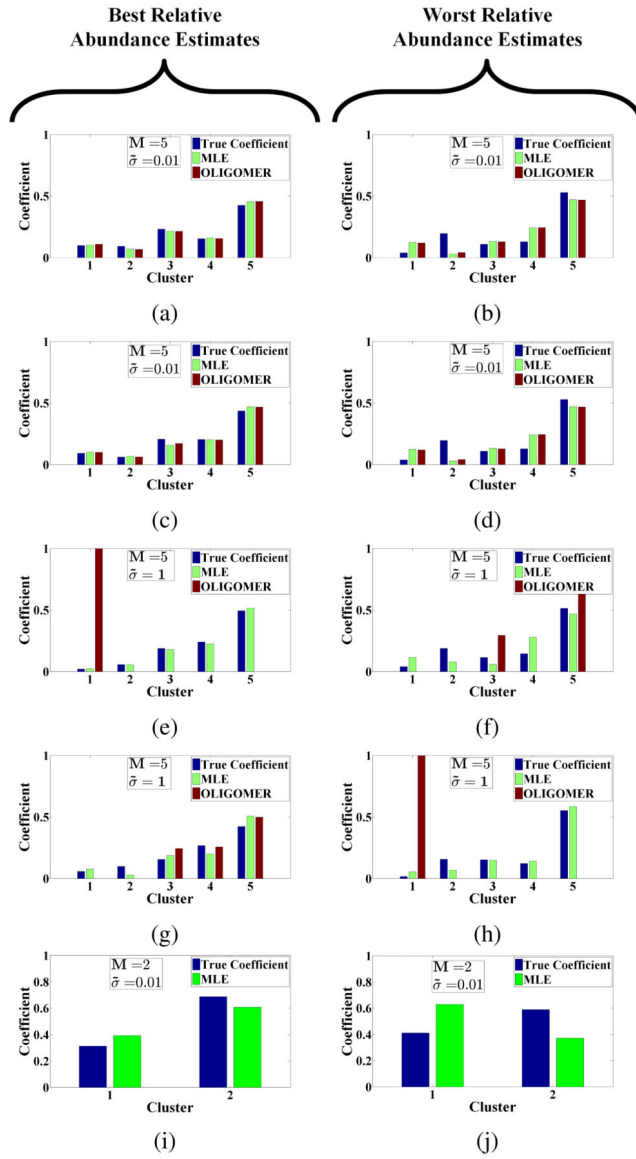 Best Relative
Abundance Estimates
Worst Relative
Abundance Estimates
1
0.5
0
Coefficient
M =5
σ̃ =0.01
True Coefficient
MLE
OLIGOMER
1 2 3 4 5
Cluster
(a)
1
0.5
0
Coefficient
M =5
σ̃ =0.01
True Coefficient
MLE
OLIGOMER
1 2 3 4 5
Cluster
(b)
1
0.5
0
Coefficient
M =5
σ̃ =0.01
True Coefficient
MLE
OLIGOMER
1 2 3 4 5
Cluster
(c)
1
0.5
0
Coefficient
M =5
σ̃ =0.01
True Coefficient
MLE
OLIGOMER
1 2 3 4 5
Cluster
(d)
1
0.5
0
Coefficient
M =5
σ̃ = 1
True Coefficient
MLE
OLIGOMER
1 2 3 4 5
Cluster
(e)
1
0.5
0
Coefficient
M =5
σ̃ = 1
True Coefficient
MLE
OLIGOMER
1 2 3 4 5
Cluster
(f)
1
0.5
0
Coefficient
M =5
σ̃ = 1
True Coefficient
MLE
OLIGOMER
1 2 3 4 5
Cluster
(g)
1
0.5
0
Coefficient
M =5
σ̃ = 1
True Coefficient
MLE
OLIGOMER
1 2 3 4 5
Cluster
(h)
1
0.8
0.6
0.4
0.2
0
Coefficient
M =2
σ̃ =0.01
True Coefficient
MLE
1 2
Cluster
(i)
1
0.8
0.6
0.4
0.2
0
Coefficient
M =2
σ̃ =0.01
True Coefficient
MLE
1 2
Cluster
(j)